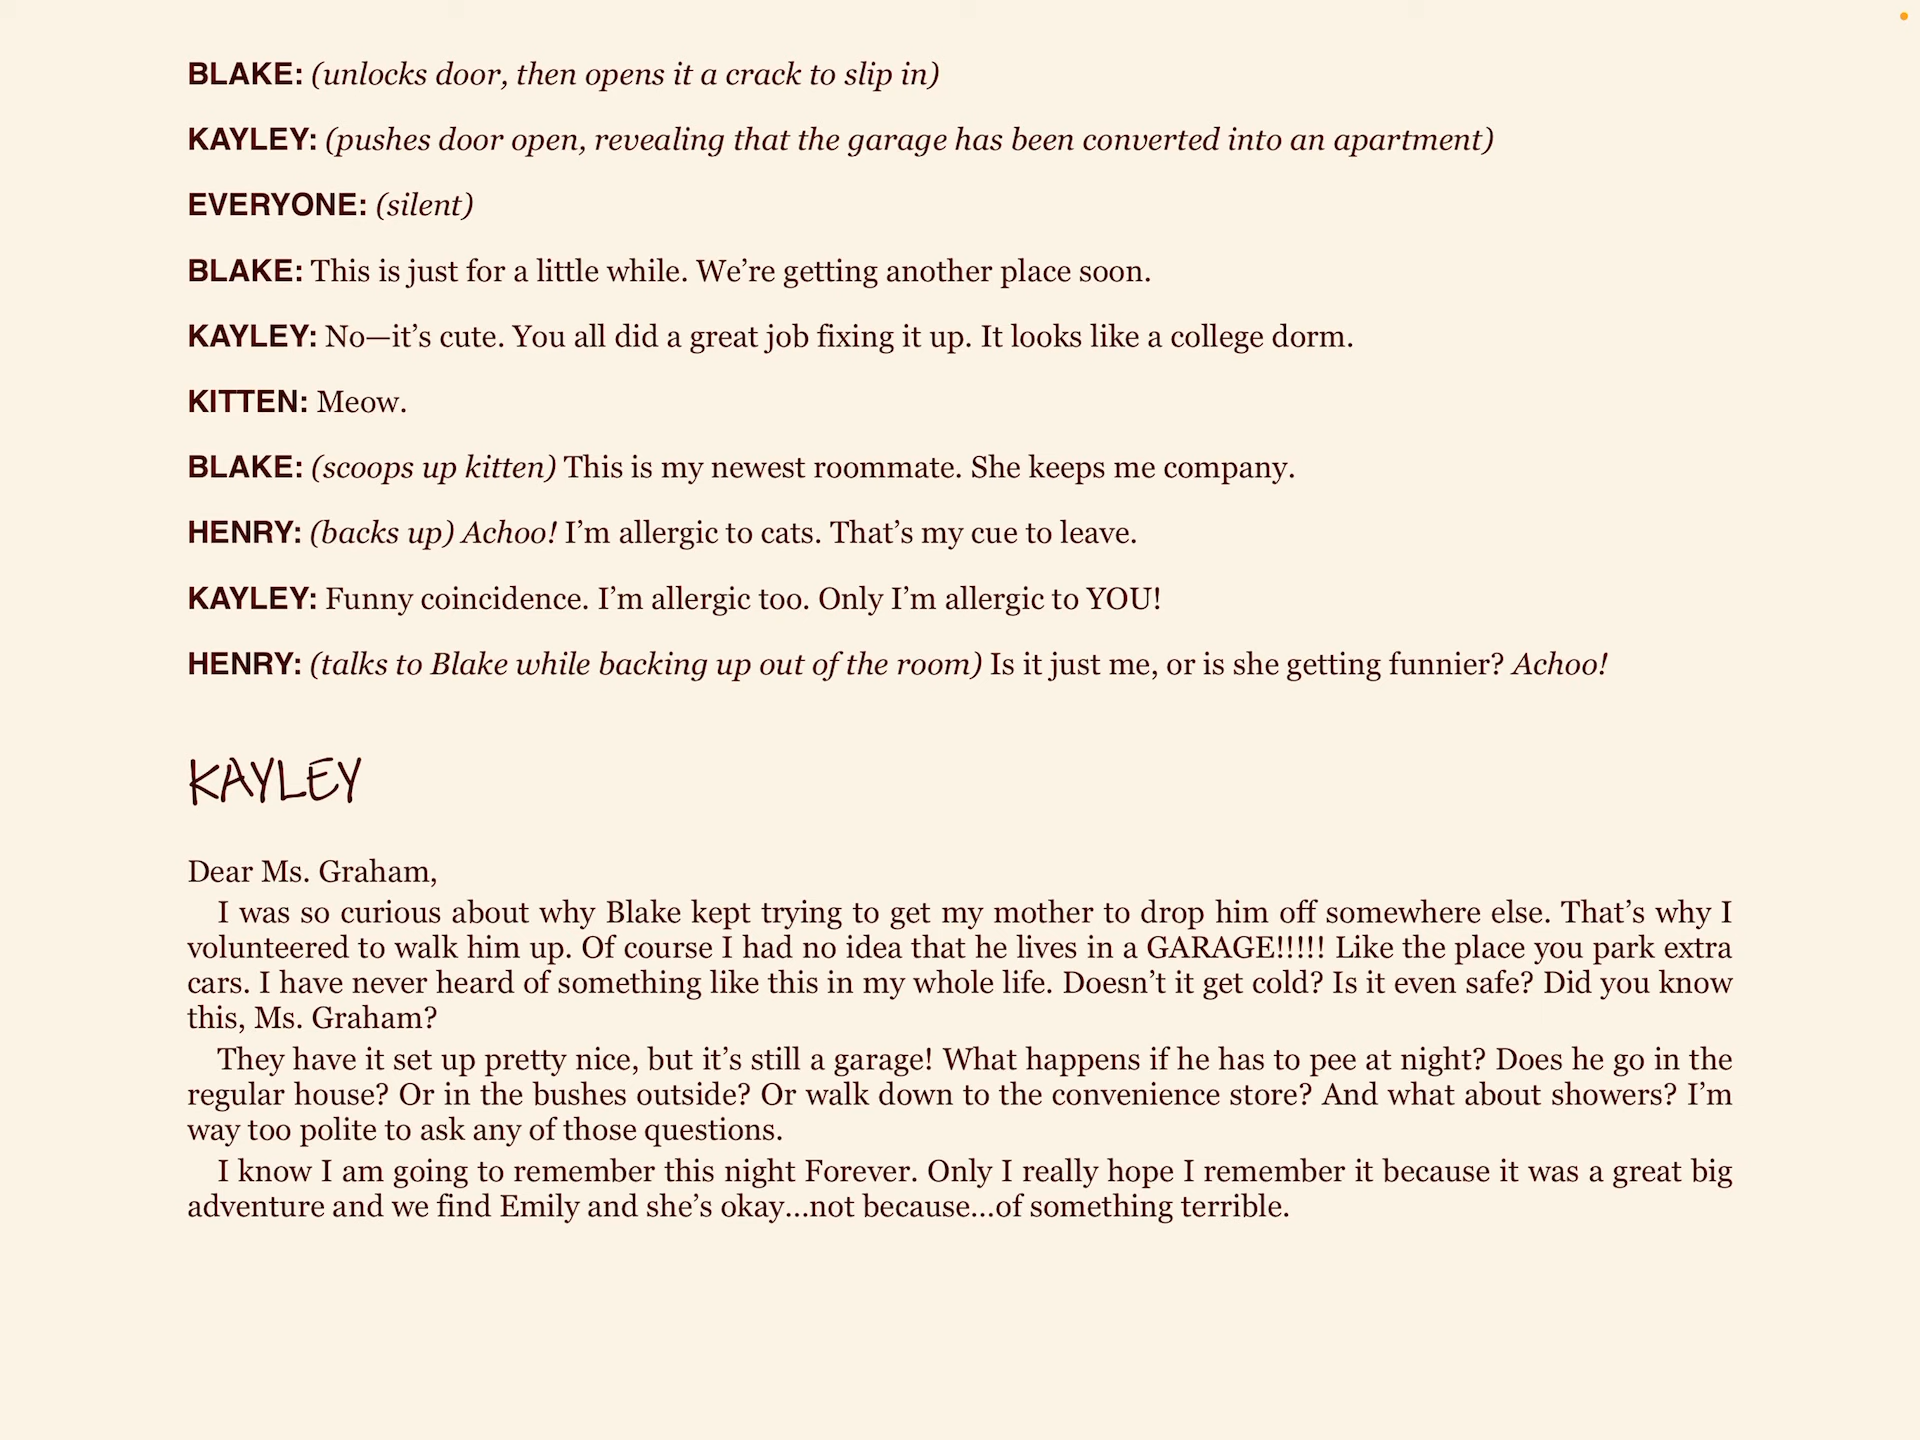 BLAKE: (unlocks door, then opens it a crack to slip in)
KAYLEY: (pushes door open, revealing that the garage has been converted into an apartment)
EVERYONE: (silent)
BLAKE: This is just for a little while. We’re getting another place soon.
KAYLEY: No—it’s cute. You all did a great job fixing it up. It looks like a college dorm.
KITTEN: Meow.
BLAKE: (scoops up kitten) This is my newest roommate. She keeps me company.
HENRY: (backs up) Achoo! I’m allergic to cats. That’s my cue to leave.
KAYLEY: Funny coincidence. I’m allergic too. Only I’m allergic to YOU!
HENRY: (talks to Blake while backing up out of the room) Is it just me, or is she getting funnier? Achoo!
KAYLEY
Dear Ms. Graham,
I was so curious about why Blake kept trying to get my mother to drop him off somewhere else. That’s why I
volunteered to walk him up. Of course I had no idea that he lives in a GARAGE!!!!! Like the place you park extra
cars. I have never heard of something like this in my whole life. Doesn’t it get cold? Is it even safe? Did you know
this, Ms. Graham?
They have it set up pretty nice, but it’s still a garage! What happens if he has to pee at night? Does he go in the
regular house? Or in the bushes outside? Or walk down to the convenience store? And what about showers? I’m
way too polite to ask any of those questions.
I know I am going to remember this night Forever. Only I really hope I remember it because it was a great big
adventure and we find Emily and she’s okay...not because...of something terrible.